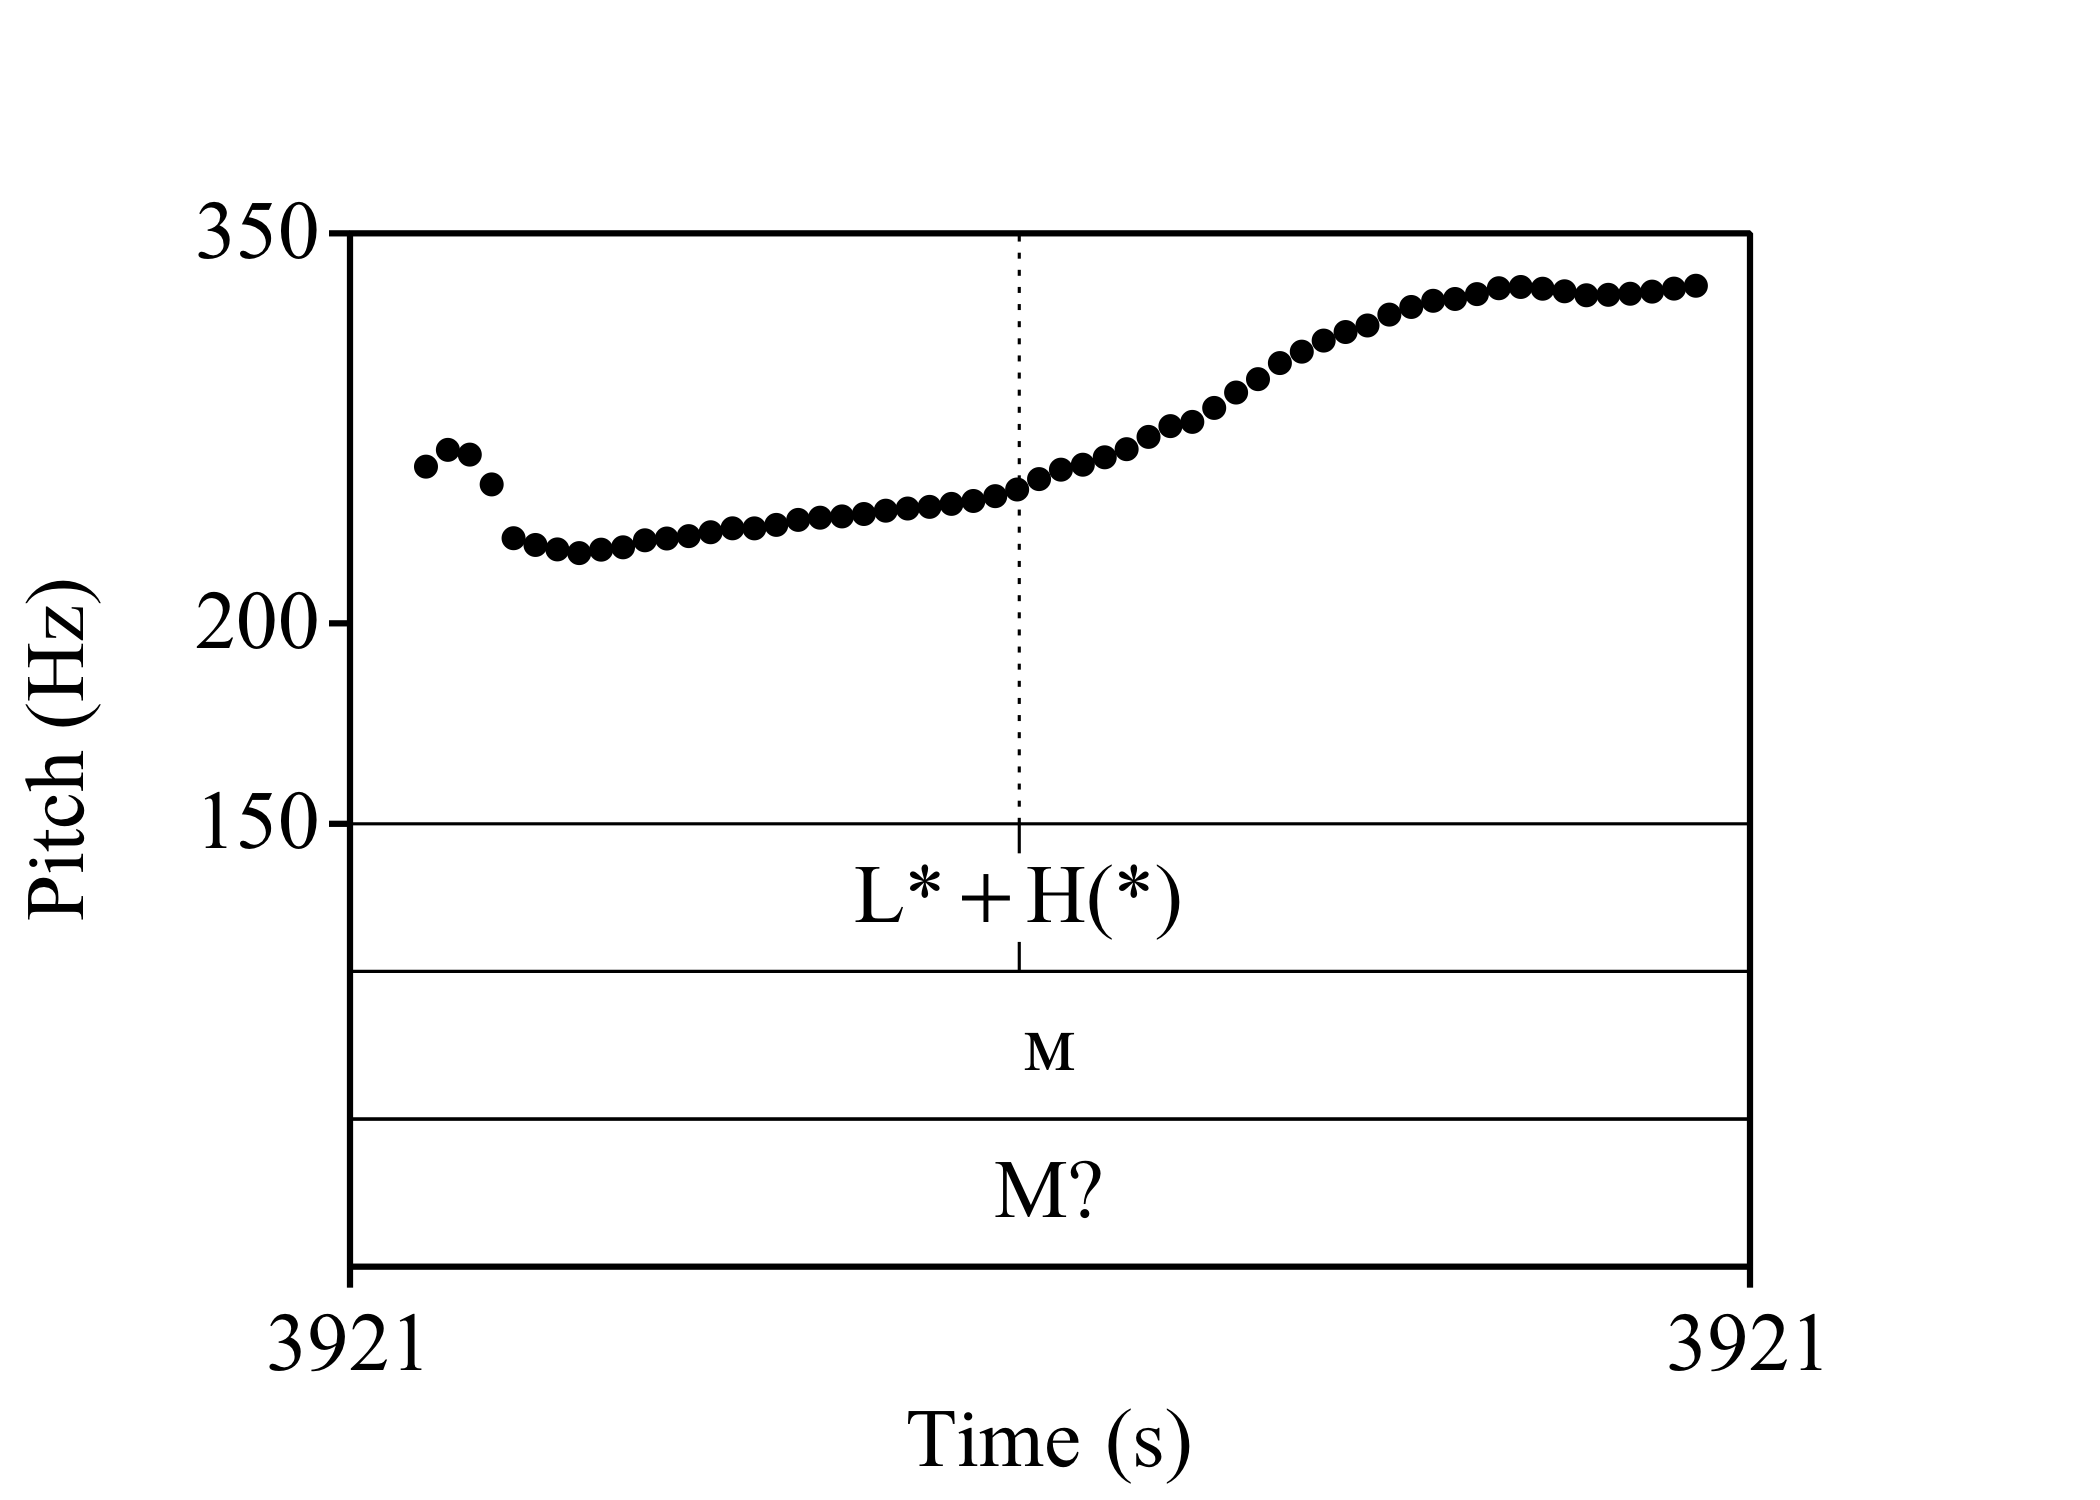 350
200
150
Pitch (Hz)
L* + H(*)
м
M?
3921 3921
Time (s)